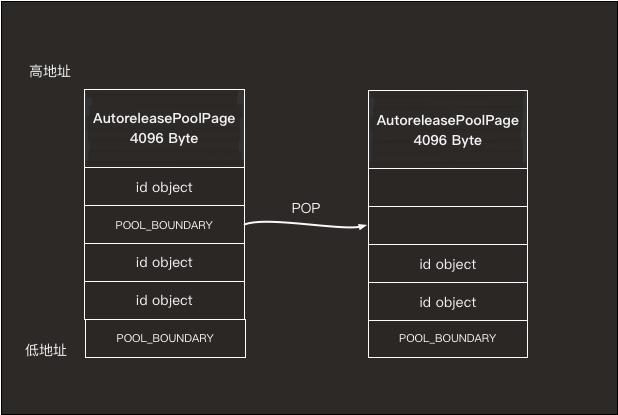 高地址
AutoreleasePoolPage
4096 Byte
id object
POOL_BOUNDARY
id object
id object
POOL_BOUNDARY
低地址
POP
AutoreleasePoolPage
4096 Byte
id object
id object
POOL_BOUNDARY